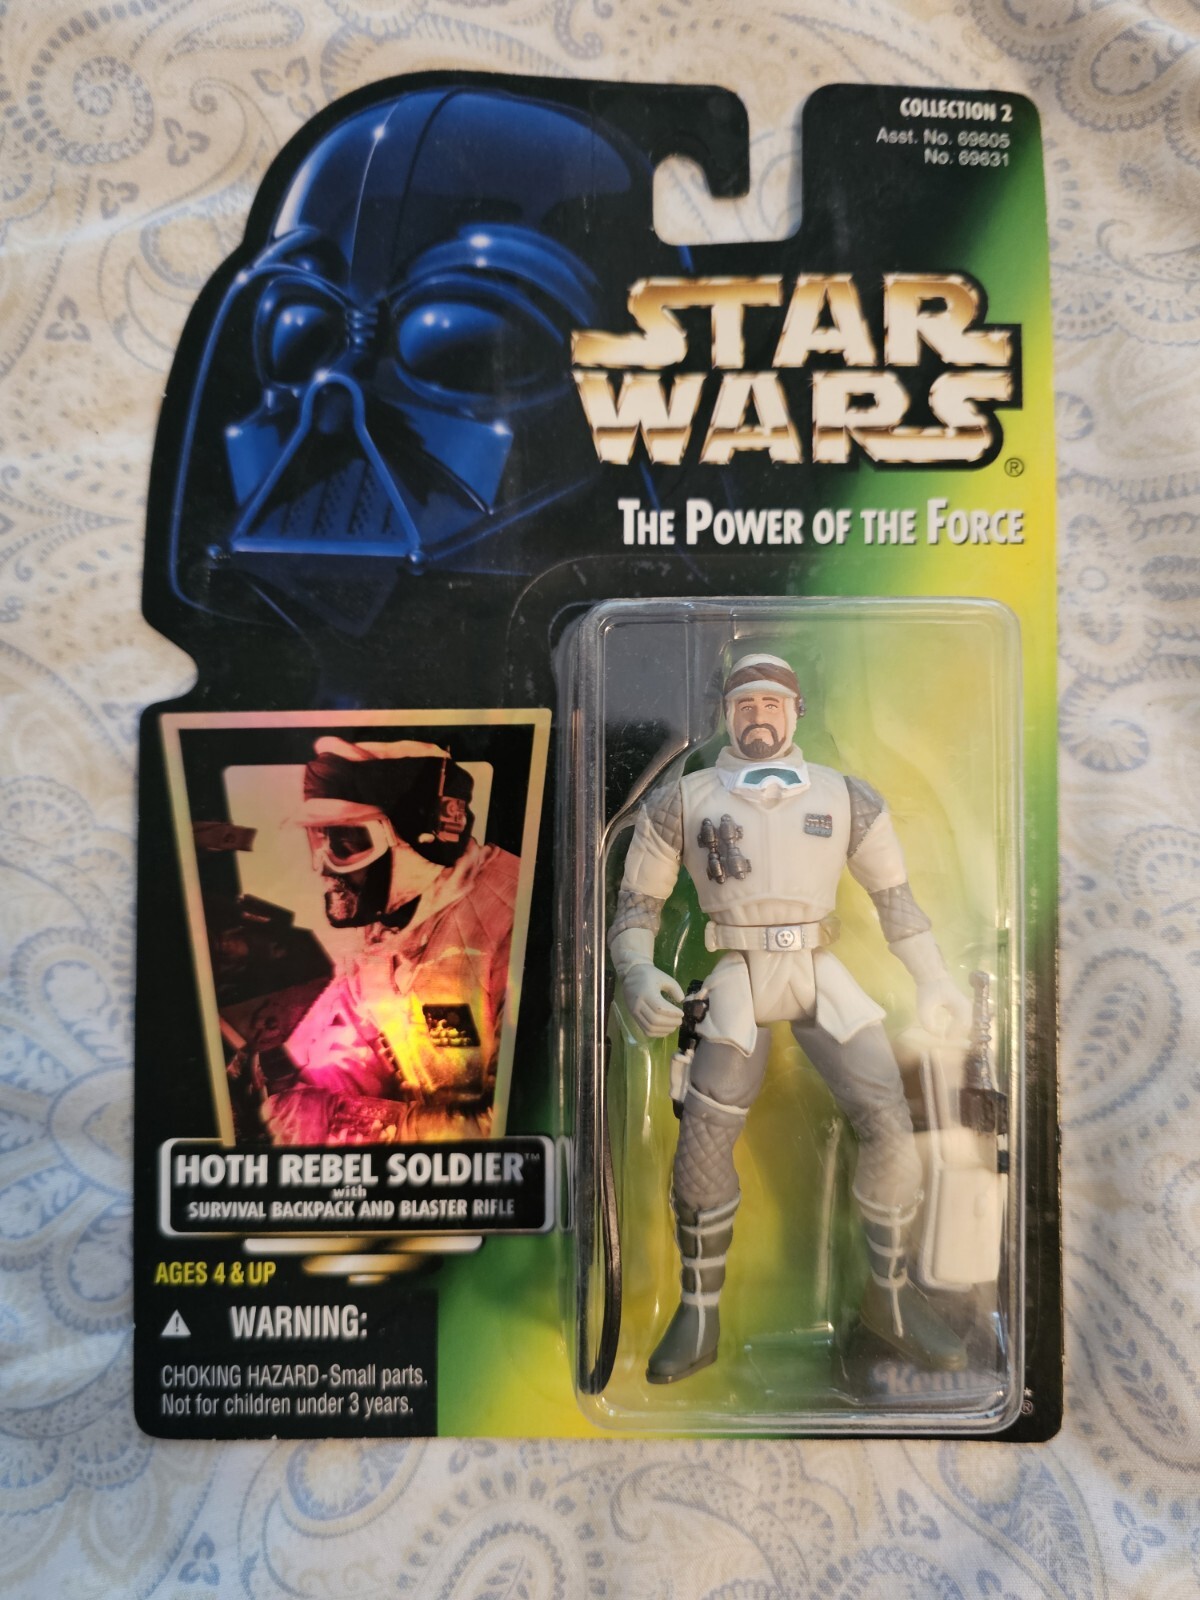 COLLECTION 2
Asst. No. 69605
No. 69631
STAR
WARS®
THE POWER OF THE FORCE
HOTH REBEL SOLDIER™
with
SURVIVAL BACKPACK AND BLASTER RIFLE
AGES 4 & UP
WARNING:
CHOKING HAZARD-Small parts.
Not for children under 3 years.